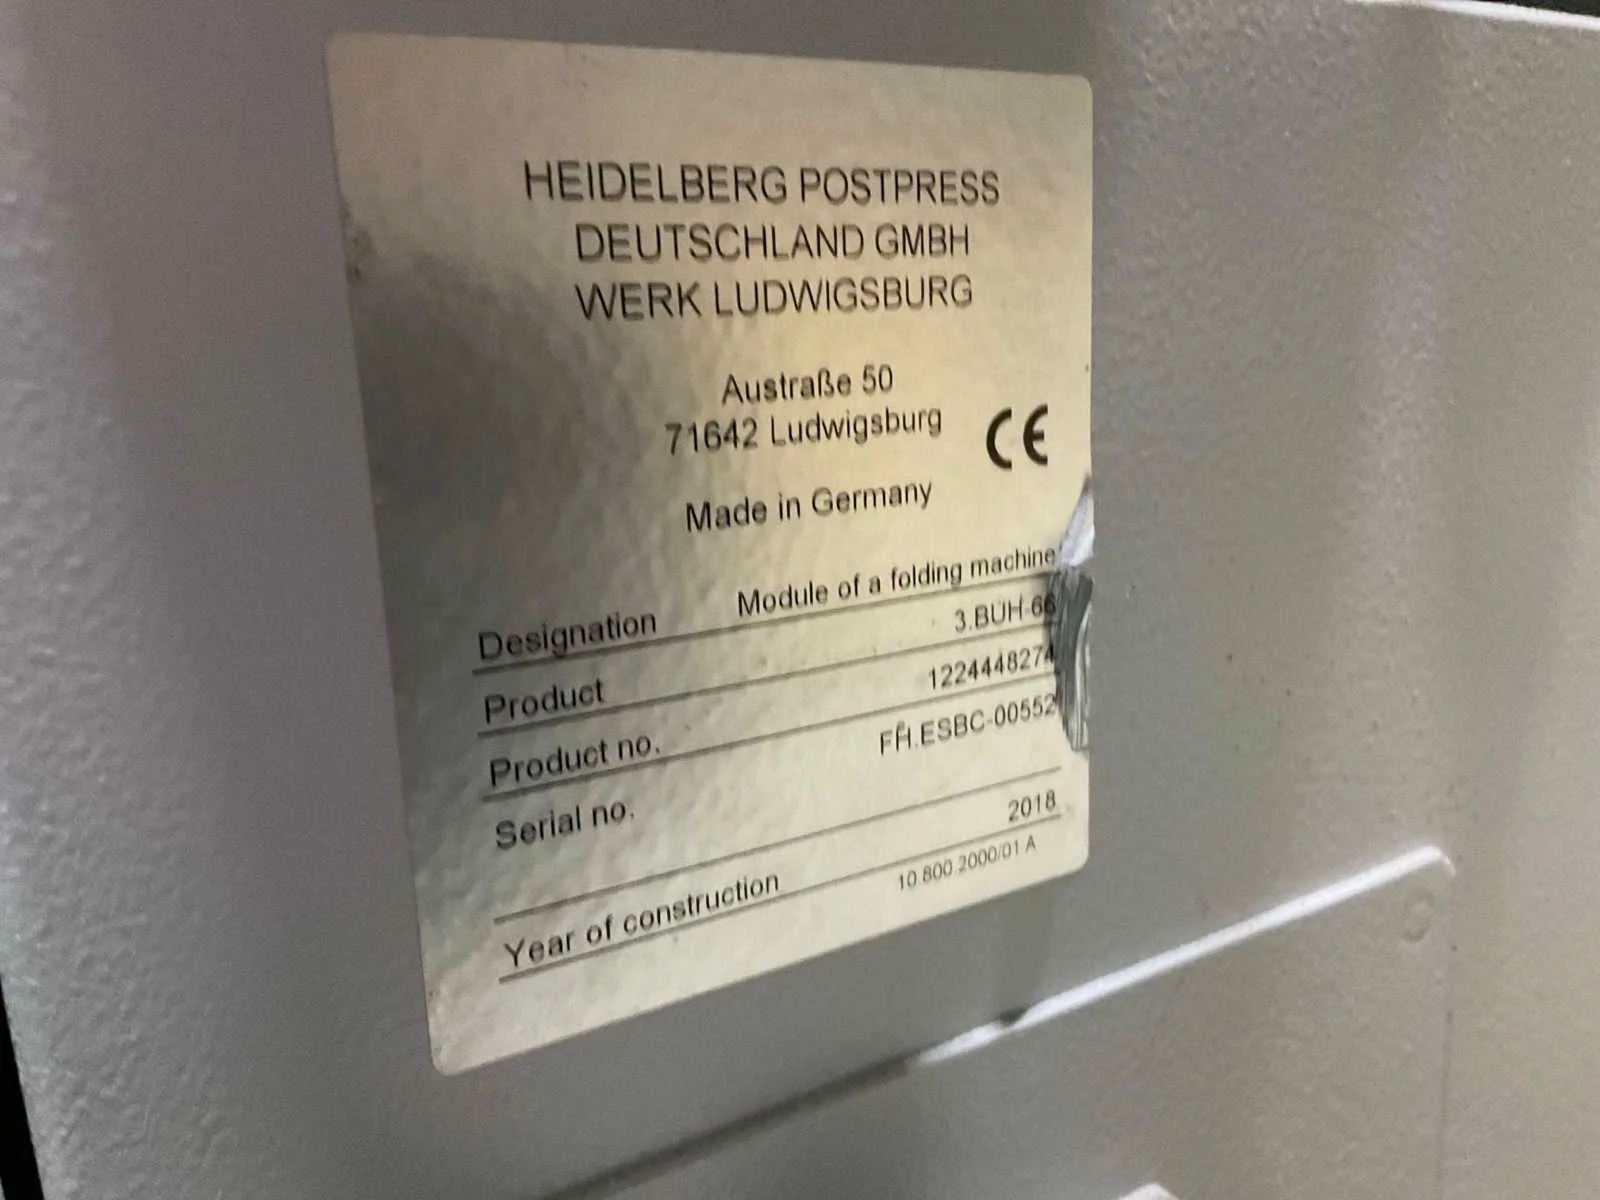 HEIDELBERG POSTPRESS
DEUTSCHLAND GMBH
WERK LUDWIGSBURG
Austraße 50
71642 Ludwigsburg
CE
Made in Germany
Designation Module of a folding machine
Product 3.BUH-66
Product no. 1224448274
Serial no. FH.ESBC-00552
Year of construction 2018
10.800.2000/01 A